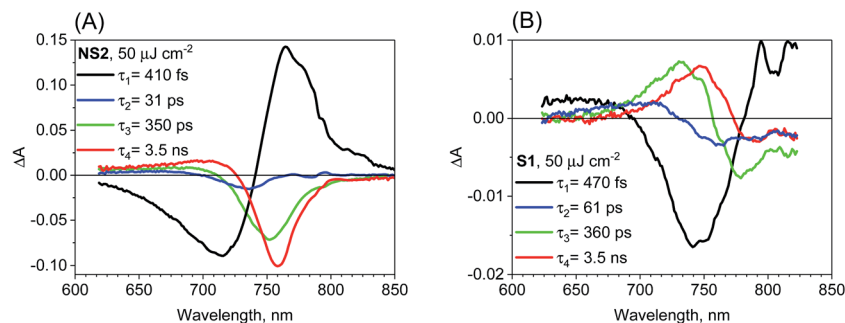 (A)
NS2, 50 μJ cm-2
τ1= 410 fs
τ2= 31 ps
τ3= 350 ps
τ4= 3.5 ns
0.15
0.10
0.05
0.00
-0.05
-0.10
ΔA
600 650 700 750 800 850
Wavelength, nm
(B)
0.010
0.000
-0.010
-0.02
ΔA
S1, 50 μJ cm-2
τ1= 470 fs
τ2= 61 ps
τ3= 360 ps
τ4= 3.5 ns
600 650 700 750 800 850
Wavelength, nm